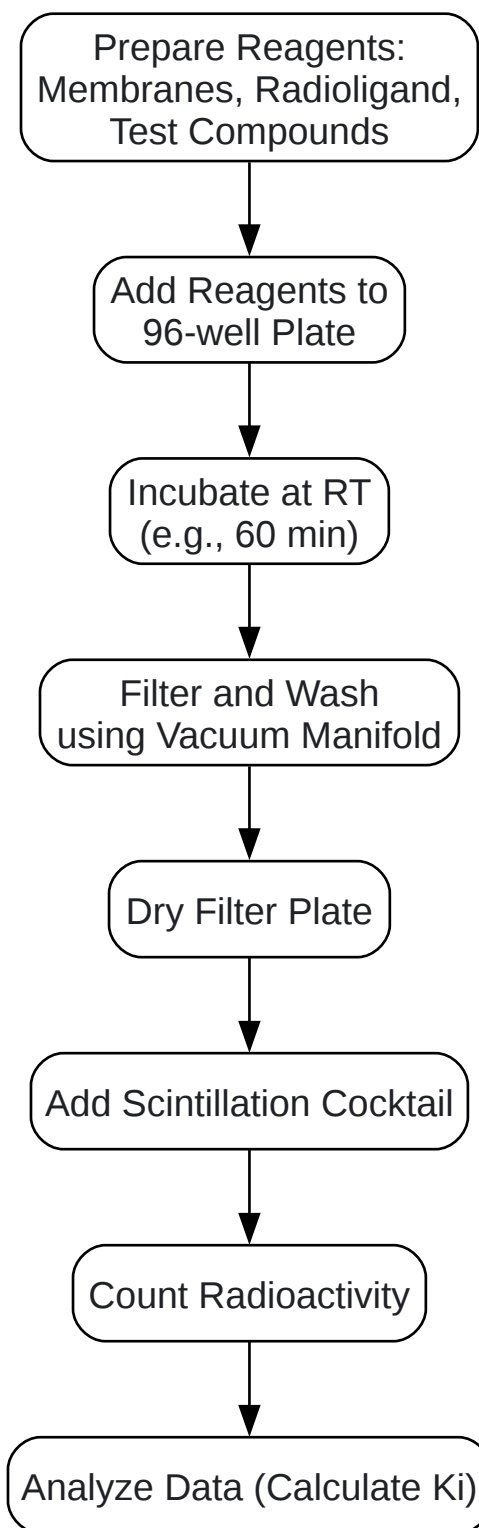 Prepare Reagents:
Membranes, Radioligand,
Test Compounds
Add Reagents to
96-well Plate
Incubate at RT
(e.g., 60 min)
Filter and Wash
using Vacuum Manifold
Dry Filter Plate
Add Scintillation Cocktail
Count Radioactivity
Analyze Data (Calculate Ki)